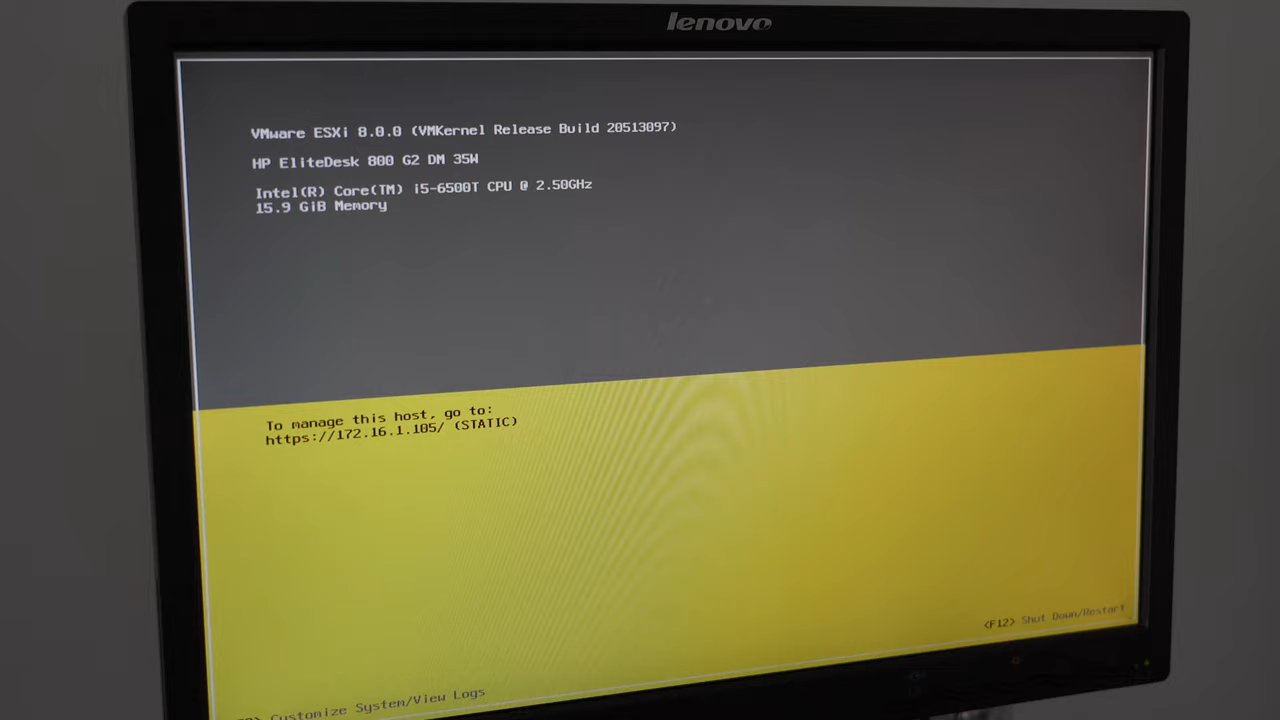 lenovo
VMware ESXi 8.0.0 (VMKernel Release Build 20513097)
HP EliteDesk 800 G2 DM 35W
Intel(R) Core(TM) i5-6500T CPU @ 2.50GHz
15.9 GiB Memory
To manage this host, go to:
https://172.16.1.105/ (STATIC)
<F12> Shut Down/Restart
Customize System/View Logs